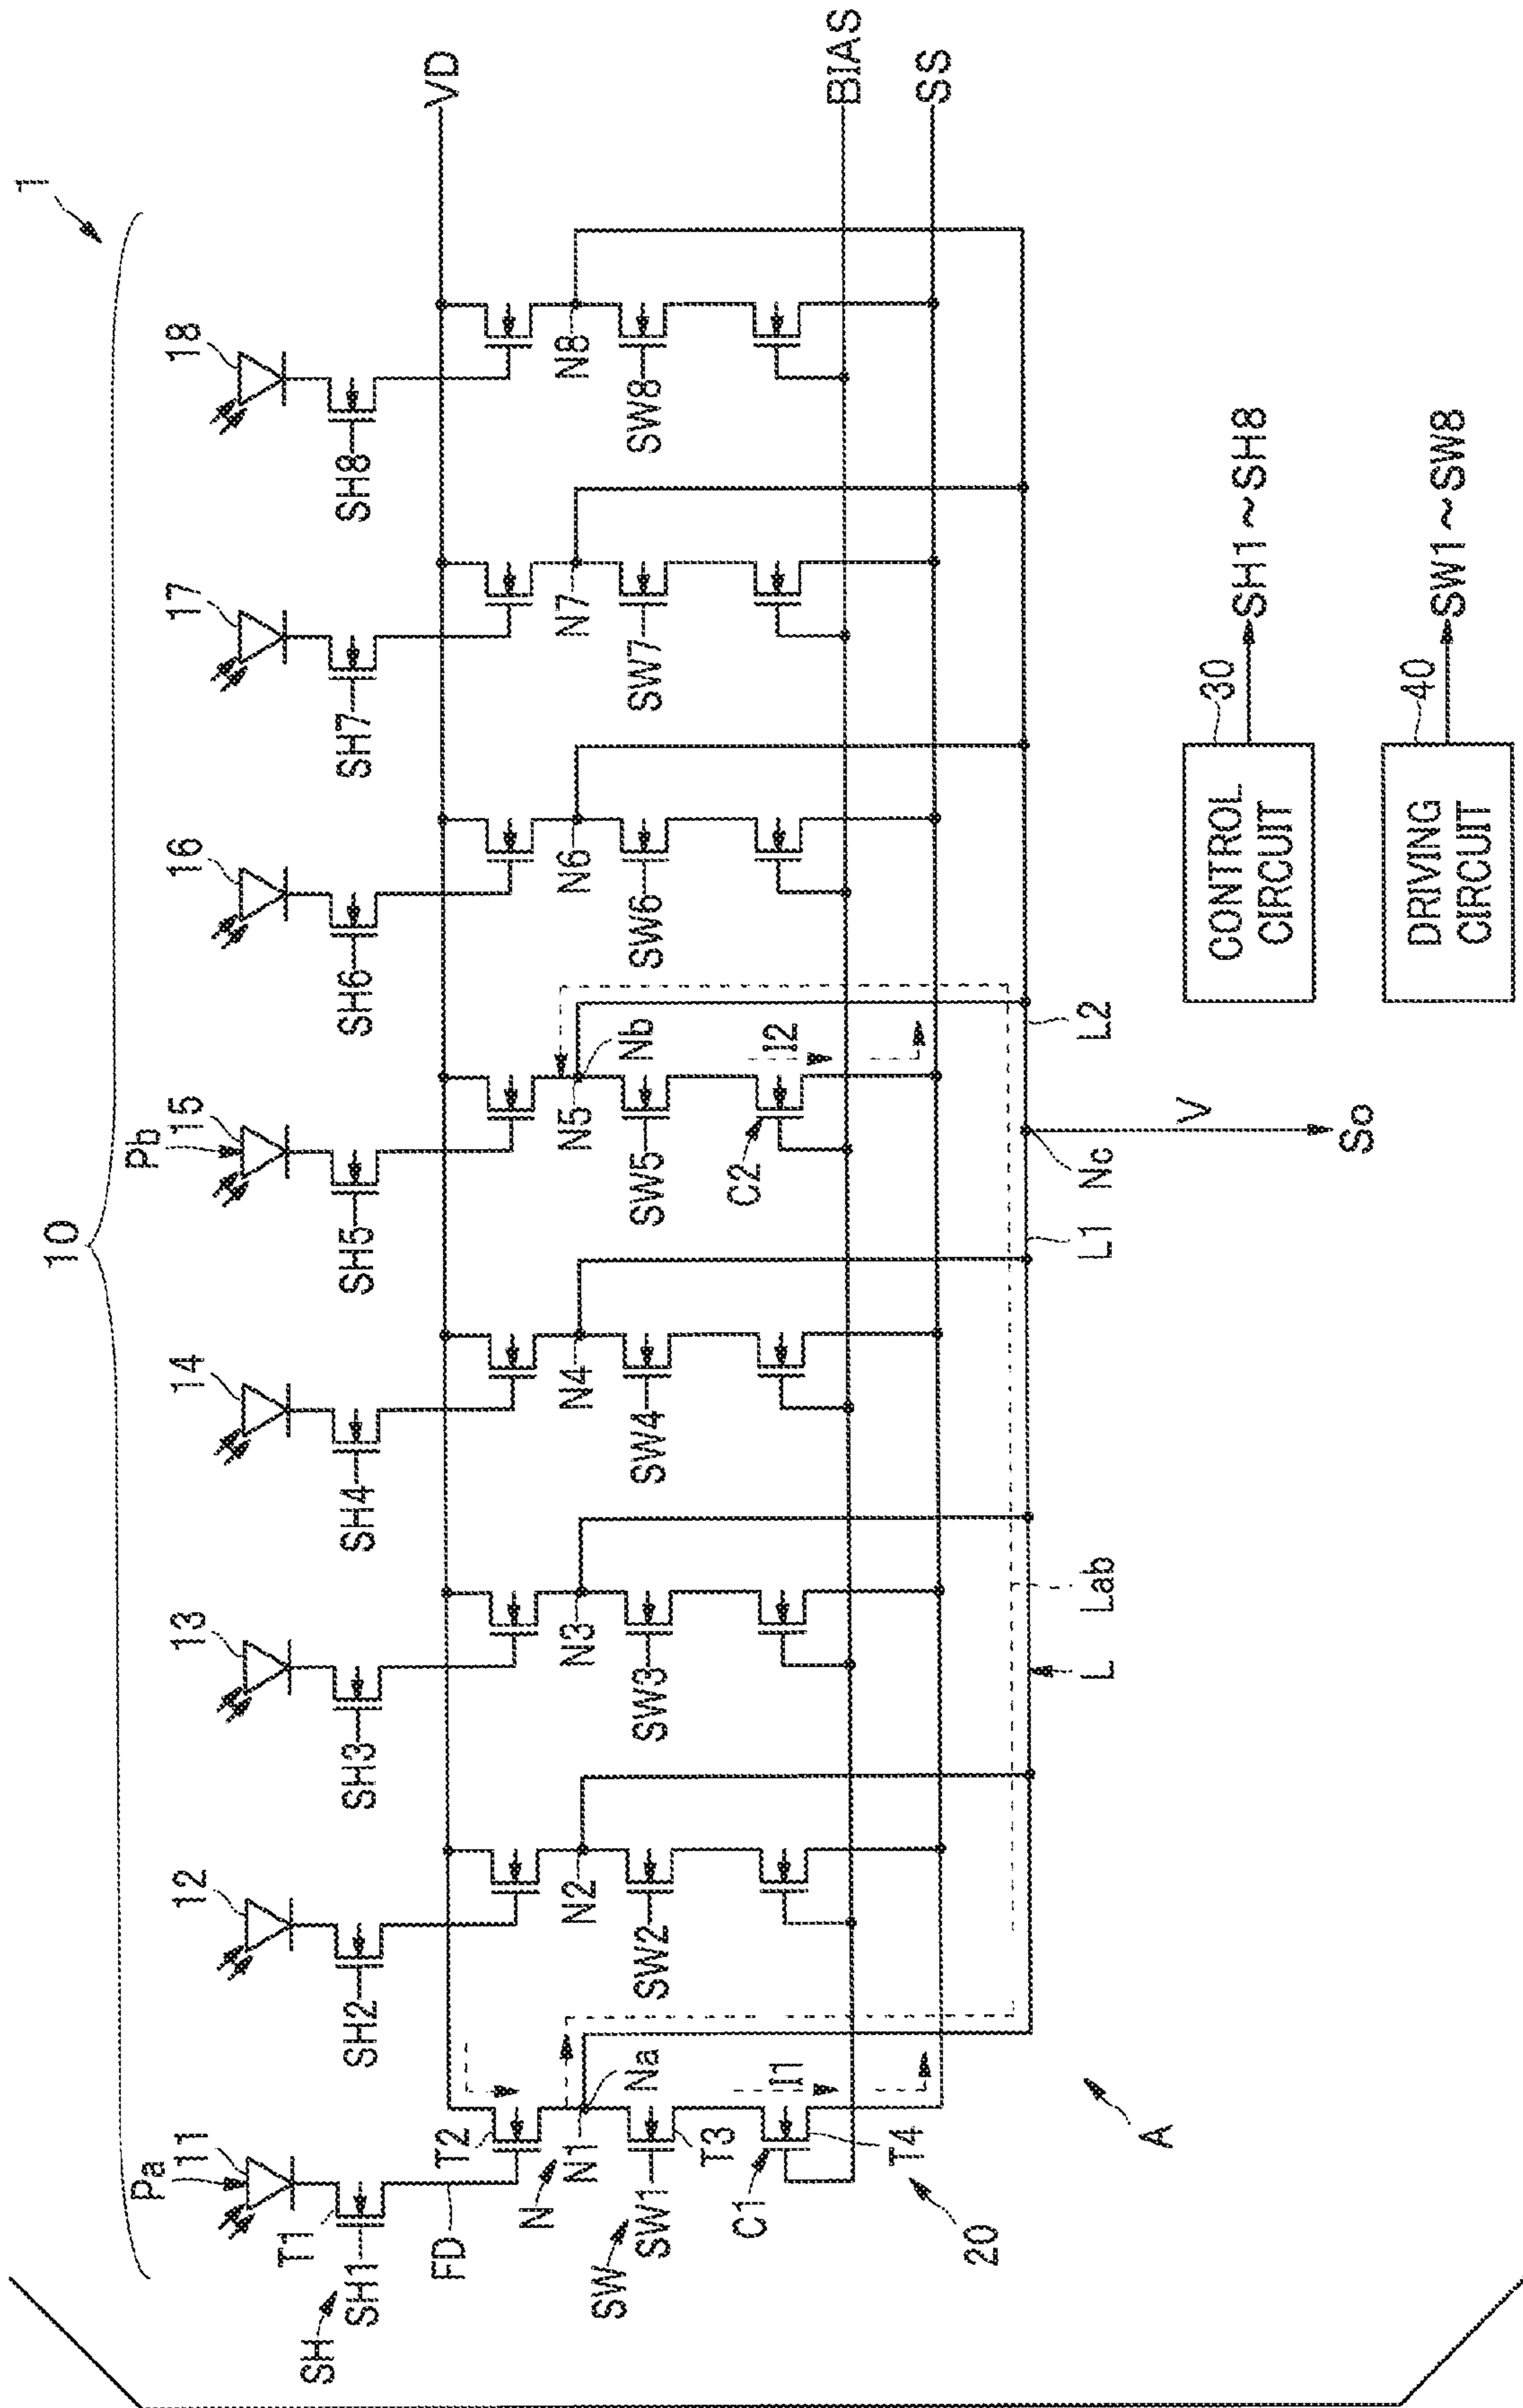 1
10
Pa
11
12
13
14
Pb
15
16
17
18
T1
SH
SH1
SH2
SH3
SH4
SH5
SH6
SH7
SH8
FD
VD
T2
N
N1
Na
N2
N3
N4
N5
Nb
N6
N7
N8
SW
SW1
T3
SW2
SW3
SW4
SW5
SW6
SW7
SW8
C1
I1
T4
C2
I2
BIAS
SS
20
A
L
Lab
L1
Nc
L2
V
So
CONTROL
CIRCUIT
30
SH1~SH8
DRIVING
CIRCUIT
40
SW1~SW8